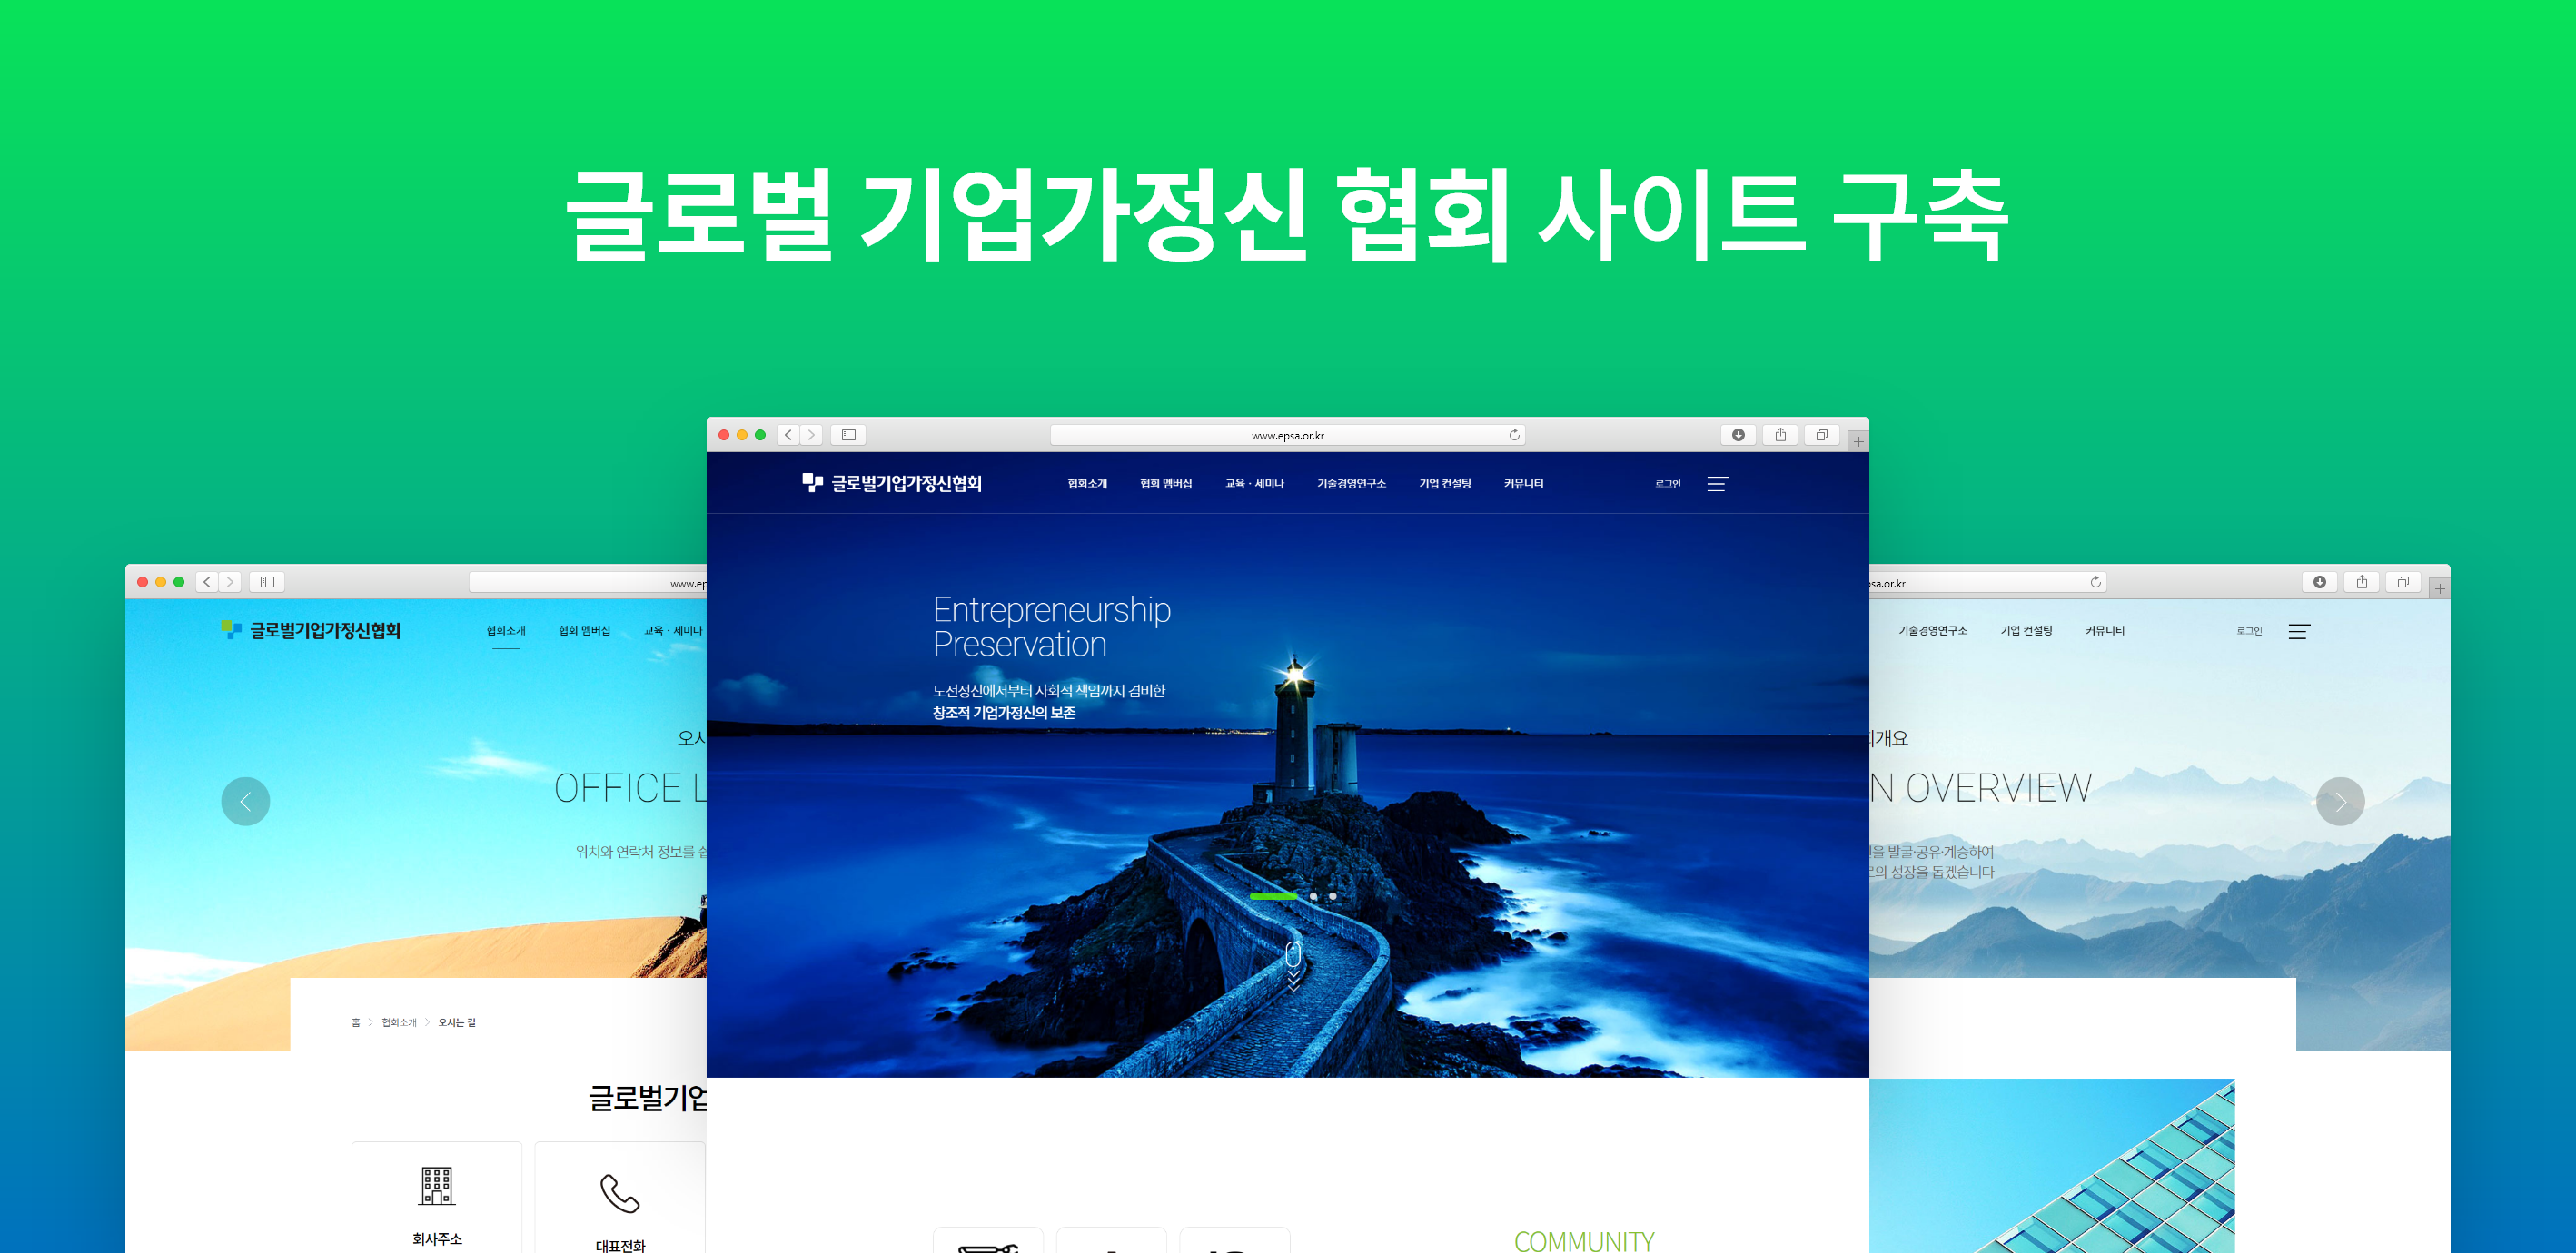 글로벌 기업가정신 협회 사이트 구축
www.epsa.or.kr
글로벌기업가정신협회
협회소개 협회 멤버십 교육 · 세미나 기술경영연구소 기업 컨설팅 커뮤니티 로그인
Entrepreneurship
Preservation
도전정신에서부터 사회적 책임까지 겸비한
창조적 기업가정신의 보존
COMMUNITY
www.ep
글로벌기업가정신협회
협회소개 협회 멤버십 교육 · 세미나
오시
OFFICE L
위치와 연락처 정보를 쉽
홈 > 협회소개 > 오시는 길
글로벌기업
회사주소
대표전화
sa.or.kr
기술경영연구소 기업 컨설팅 커뮤니티 로그인
개요
N OVERVIEW
을 발굴·공유·계승하여
로의 성장을 돕겠습니다